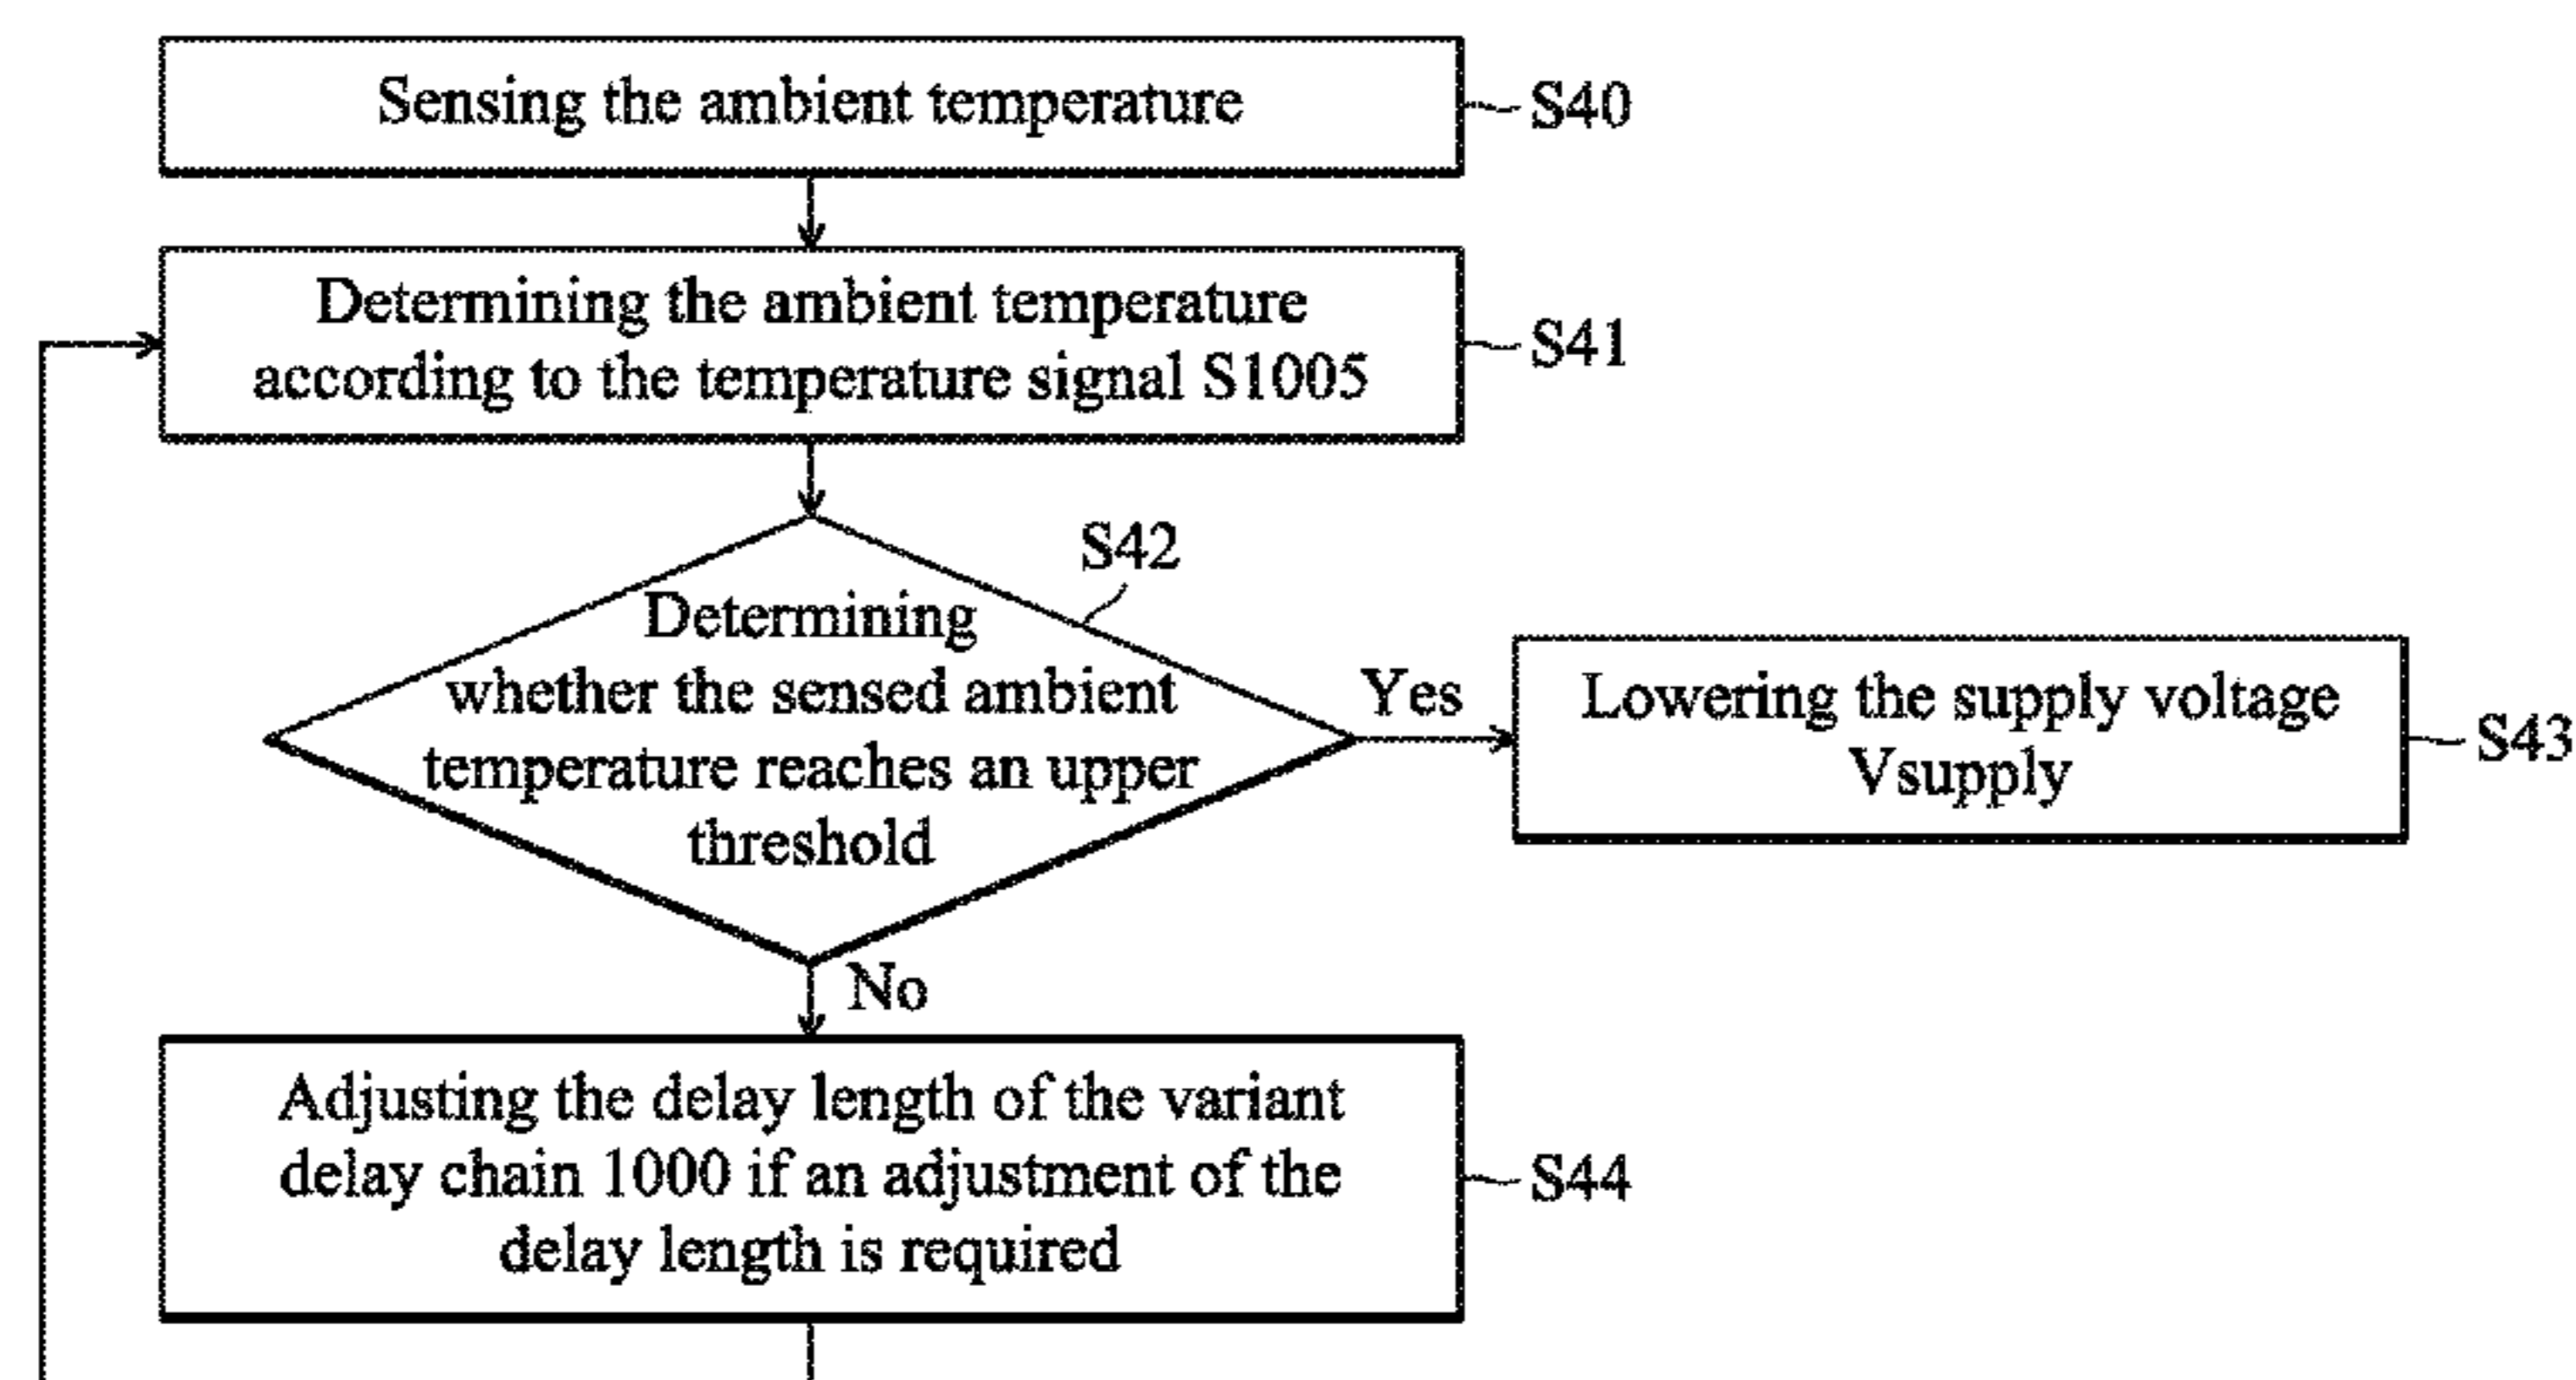 Sensing the ambient temperature
S40
Determining the ambient temperature
according to the temperature signal S1005
S41
S42
Determining
whether the sensed ambient
temperature reaches an upper
threshold
Yes
Lowering the supply voltage
Vsupply
S43
No
Adjusting the delay length of the variant
delay chain 1000 if an adjustment of the
delay length is required
S44